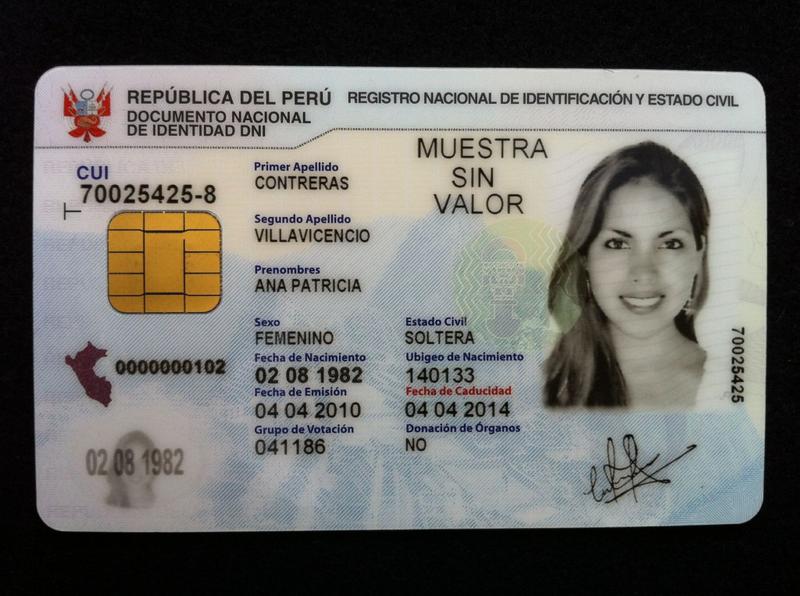 REPÚBLICA DEL PERÚ REGISTRO NACIONAL DE IDENTIFICACIÓN Y ESTADO CIVIL
DOCUMENTO NACIONAL
DE IDENTIDAD DNI
MUESTRA
SIN
VALOR
CUI
70025425-8
Primer Apellido
CONTRERAS
Segundo Apellido
VILLAVICENCIO
Prenombres
ANA PATRICIA
Sexo Estado Civil
FEMENINO SOLTERA
Fecha de Nacimiento Ubigeo de Nacimiento
02 08 1982 140133
Fecha de Emisión Fecha de Caducidad
04 04 2010 04 04 2014
Grupo de Votación Donación de Órganos
041186 NO
0000000102
02 08 1982
70025425